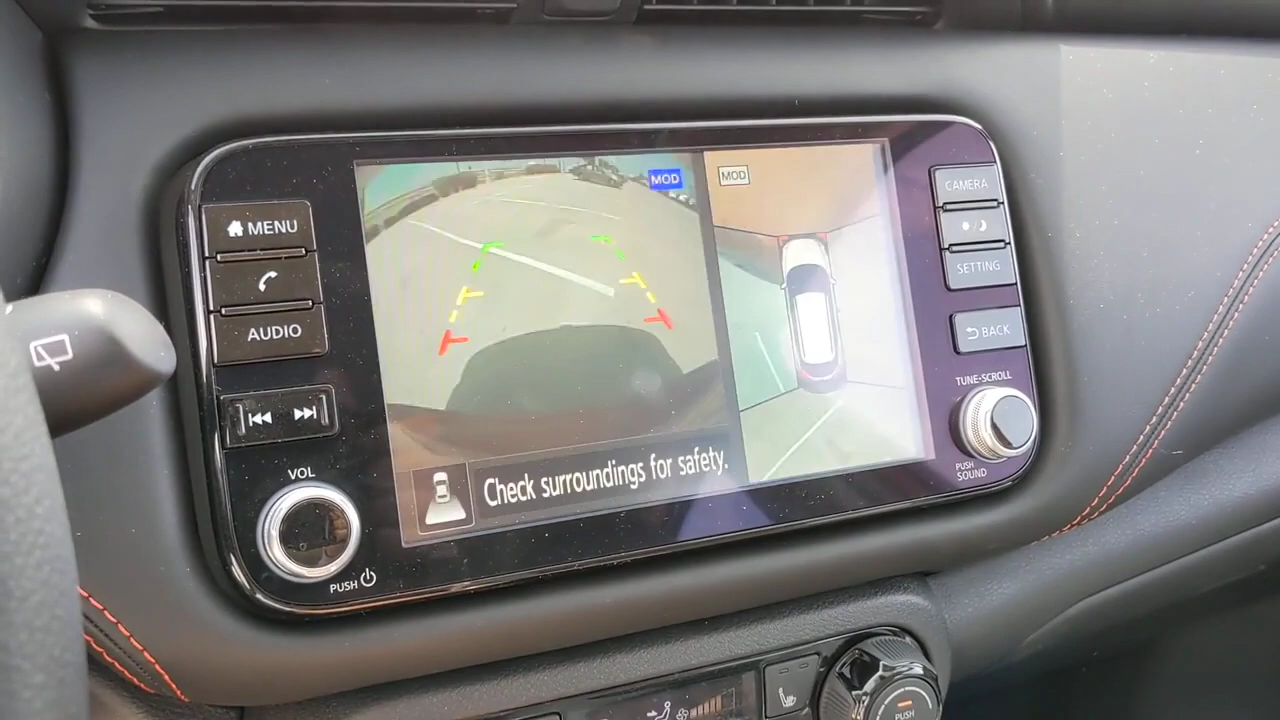 MENU
AUDIO
VOL
PUSH
MOD
Check surroundings for safety.
MOD
CAMERA
SETTING
BACK
TUNE-SCROLL
PUSH
SOUND
PUSH